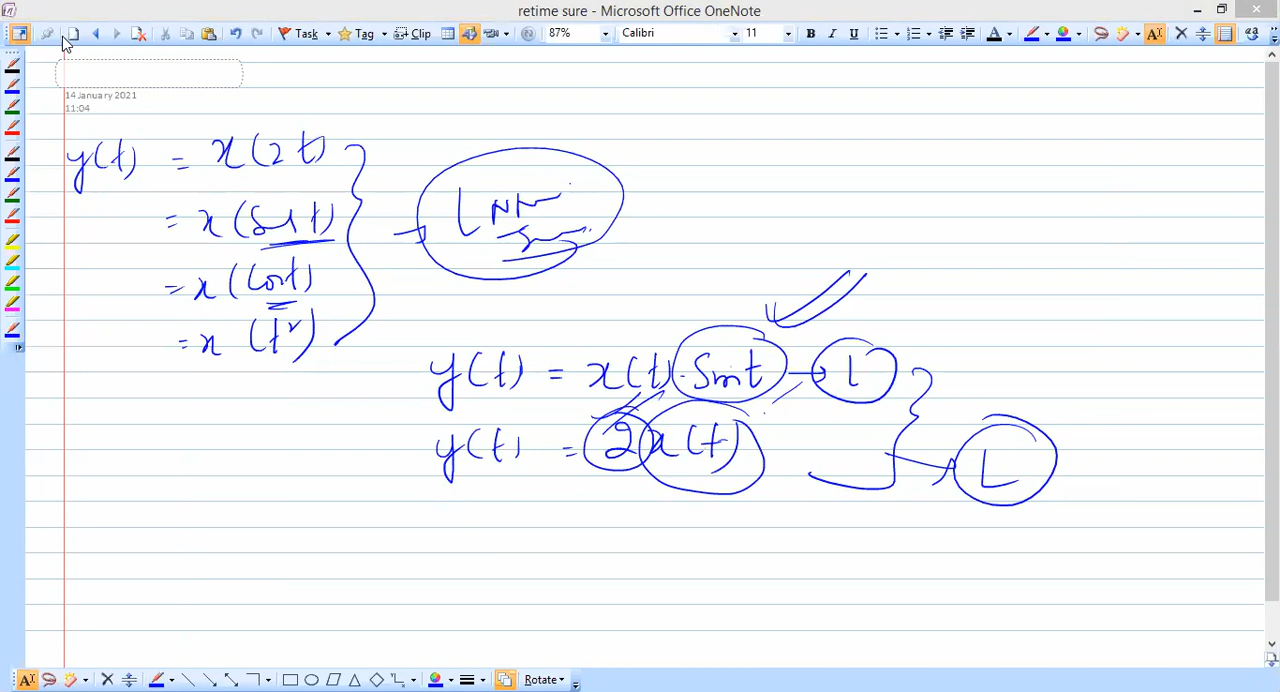 retime sure - Microsoft Office OneNote
Task Tag Clip 87% Calibri 11 B I U
14 January 2021
11:04
y(t) = x(2t)
= x(Sin t)
= x(Cos t)
= x(t²)
L
y(t) = x(t).Sin t → L
y(t) = 2x(t)
L
Rotate